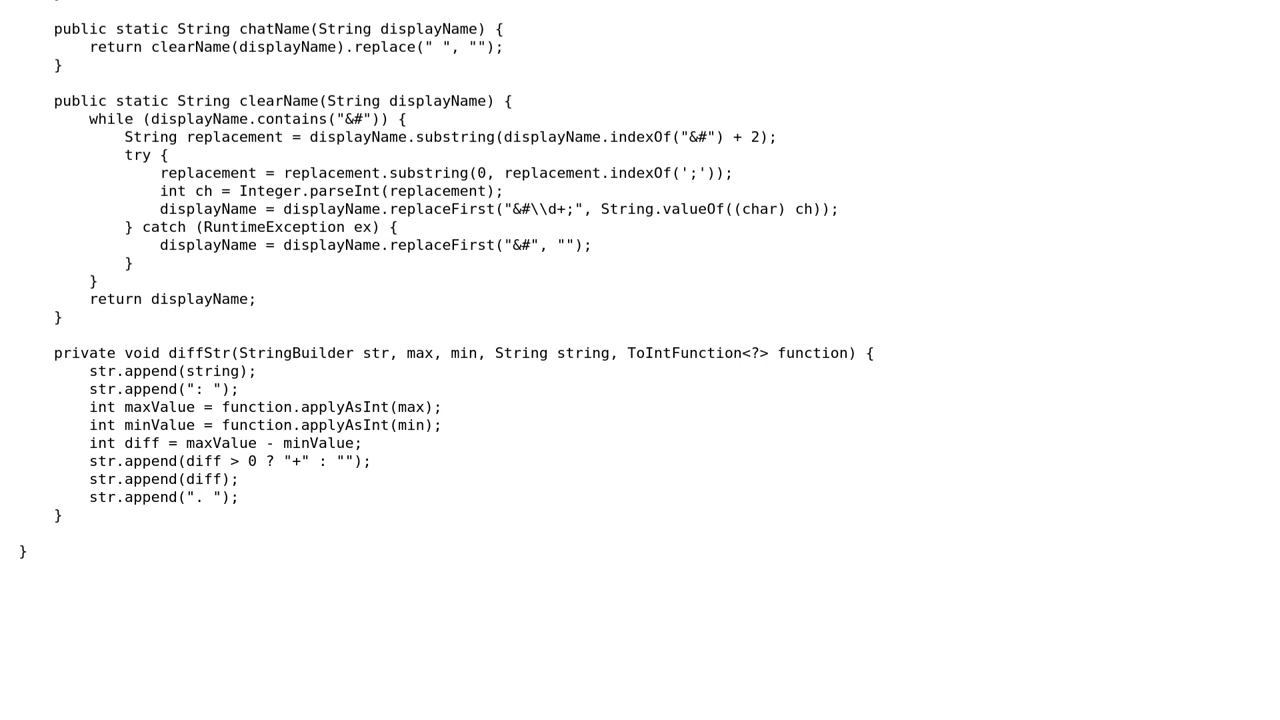 public static String chatName(String displayName) {
        return clearName(displayName).replace(" ", "");
    }

    public static String clearName(String displayName) {
        while (displayName.contains("&#")) {
            String replacement = displayName.substring(displayName.indexOf("&#") + 2);
            try {
                replacement = replacement.substring(0, replacement.indexOf(';'));
                int ch = Integer.parseInt(replacement);
                displayName = displayName.replaceFirst("&#\\d+;", String.valueOf((char) ch));
            } catch (RuntimeException ex) {
                displayName = displayName.replaceFirst("&#", "");
            }
        }
        return displayName;
    }

    private void diffStr(StringBuilder str, max, min, String string, ToIntFunction<?> function) {
        str.append(string);
        str.append(": ");
        int maxValue = function.applyAsInt(max);
        int minValue = function.applyAsInt(min);
        int diff = maxValue - minValue;
        str.append(diff > 0 ? "+" : "");
        str.append(diff);
        str.append(". ");
    }

}